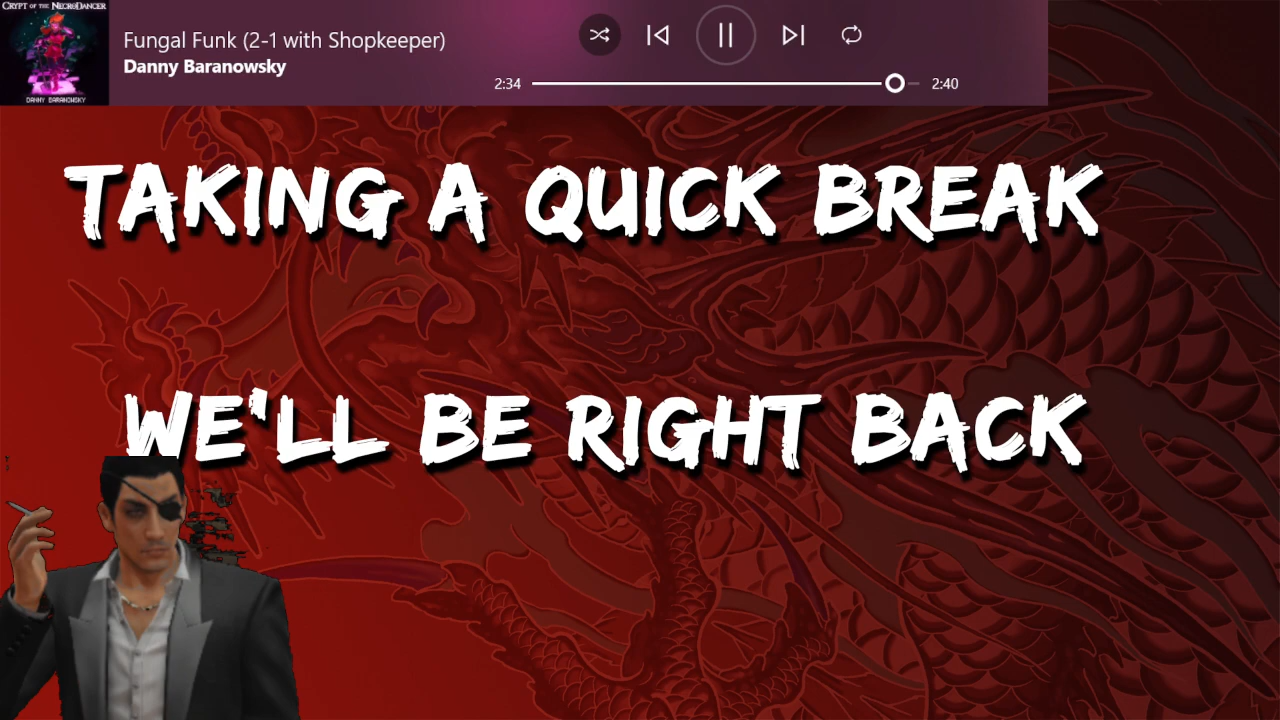 CRYPT OF THE NECRODANCER
DANNY BARANOWSKY
Fungal Funk (2-1 with Shopkeeper)
Danny Baranowsky
2:34
2:40
TAKING A QUICK BREAK
WE'LL BE RIGHT BACK